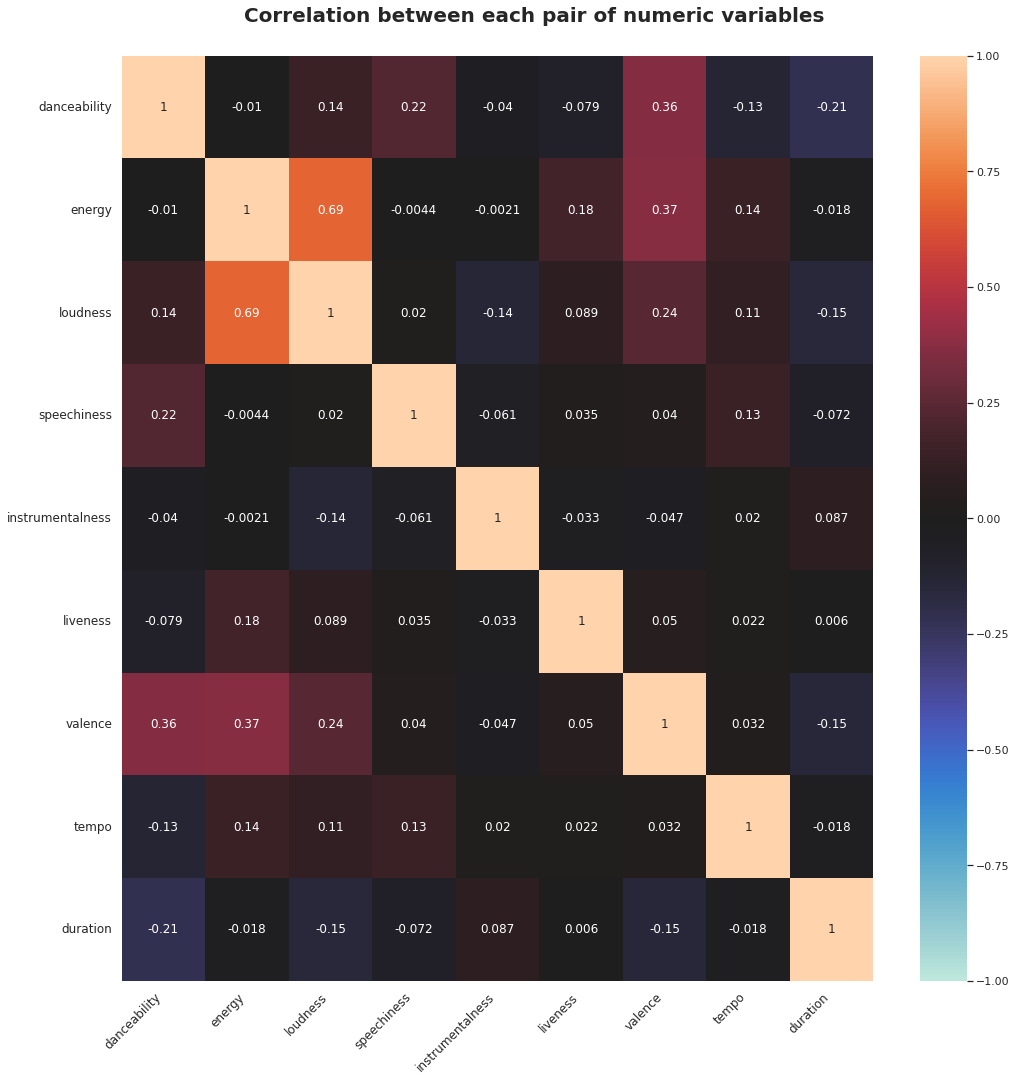 Correlation between each pair of numeric variables
danceability 1 -0.01 0.14 0.22 -0.04 -0.079 0.36 -0.13 -0.21
energy -0.01 1 0.69 -0.0044 -0.0021 0.18 0.37 0.14 -0.018
loudness 0.14 0.69 1 0.02 -0.14 0.089 0.24 0.11 -0.15
speechiness 0.22 -0.0044 0.02 1 -0.061 0.035 0.04 0.13 -0.072
instrumentalness -0.04 -0.0021 -0.14 -0.061 1 -0.033 -0.047 0.02 0.087
liveness -0.079 0.18 0.089 0.035 -0.033 1 0.05 0.022 0.006
valence 0.36 0.37 0.24 0.04 -0.047 0.05 1 0.032 -0.15
tempo -0.13 0.14 0.11 0.13 0.02 0.022 0.032 1 -0.018
duration -0.21 -0.018 -0.15 -0.072 0.087 0.006 -0.15 -0.018 1
danceability energy loudness speechiness instrumentalness liveness valence tempo duration
1.00
0.75
0.50
0.25
0.00
−0.25
−0.50
−0.75
−1.00